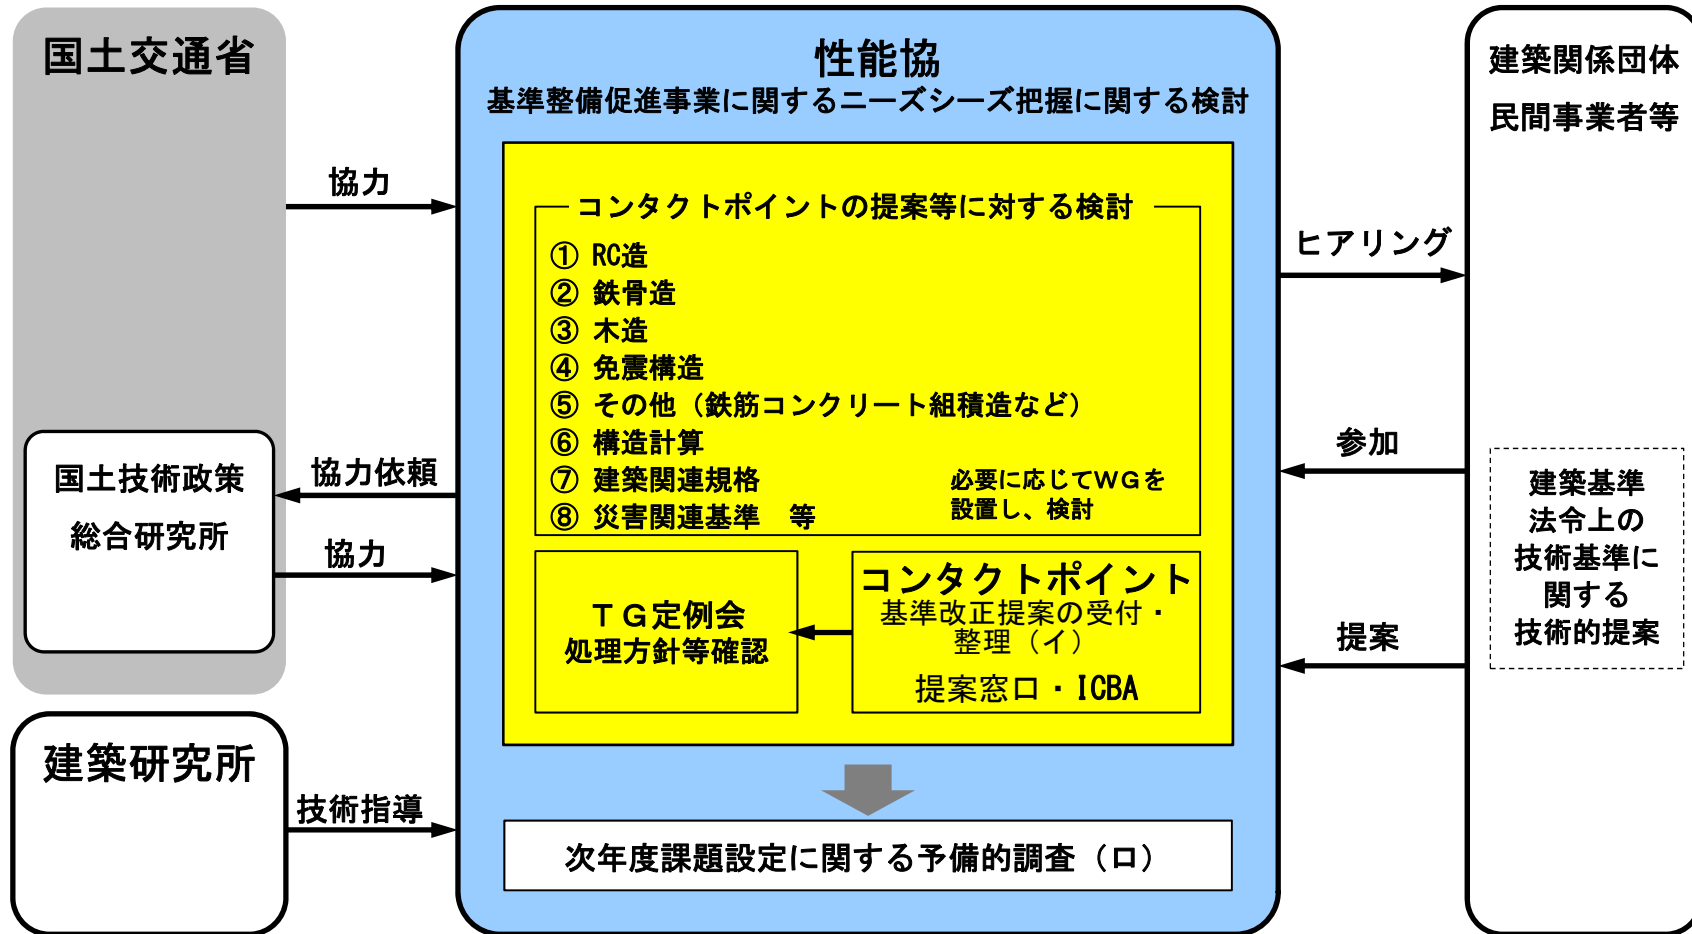 国土交通省
国土技術政策
総合研究所
建築研究所
協力
協力依頼
協力
技術指導
性能協
基準整備促進事業に関するニーズシーズ把握に関する検討
コンタクトポイントの提案等に対する検討
① RC造
② 鉄骨造
③ 木造
④ 免震構造
⑤ その他（鉄筋コンクリート組積造など）
⑥ 構造計算
⑦ 建築関連規格
⑧ 災害関連基準　等
必要に応じてＷＧを
設置し、検討
ＴＧ定例会
処理方針等確認
コンタクトポイント
基準改正提案の受付・
整理（イ）
提案窓口・ICBA
次年度課題設定に関する予備的調査（ロ）
ヒアリング
参加
提案
建築関係団体
民間事業者等
建築基準
法令上の
技術基準に
関する
技術的提案